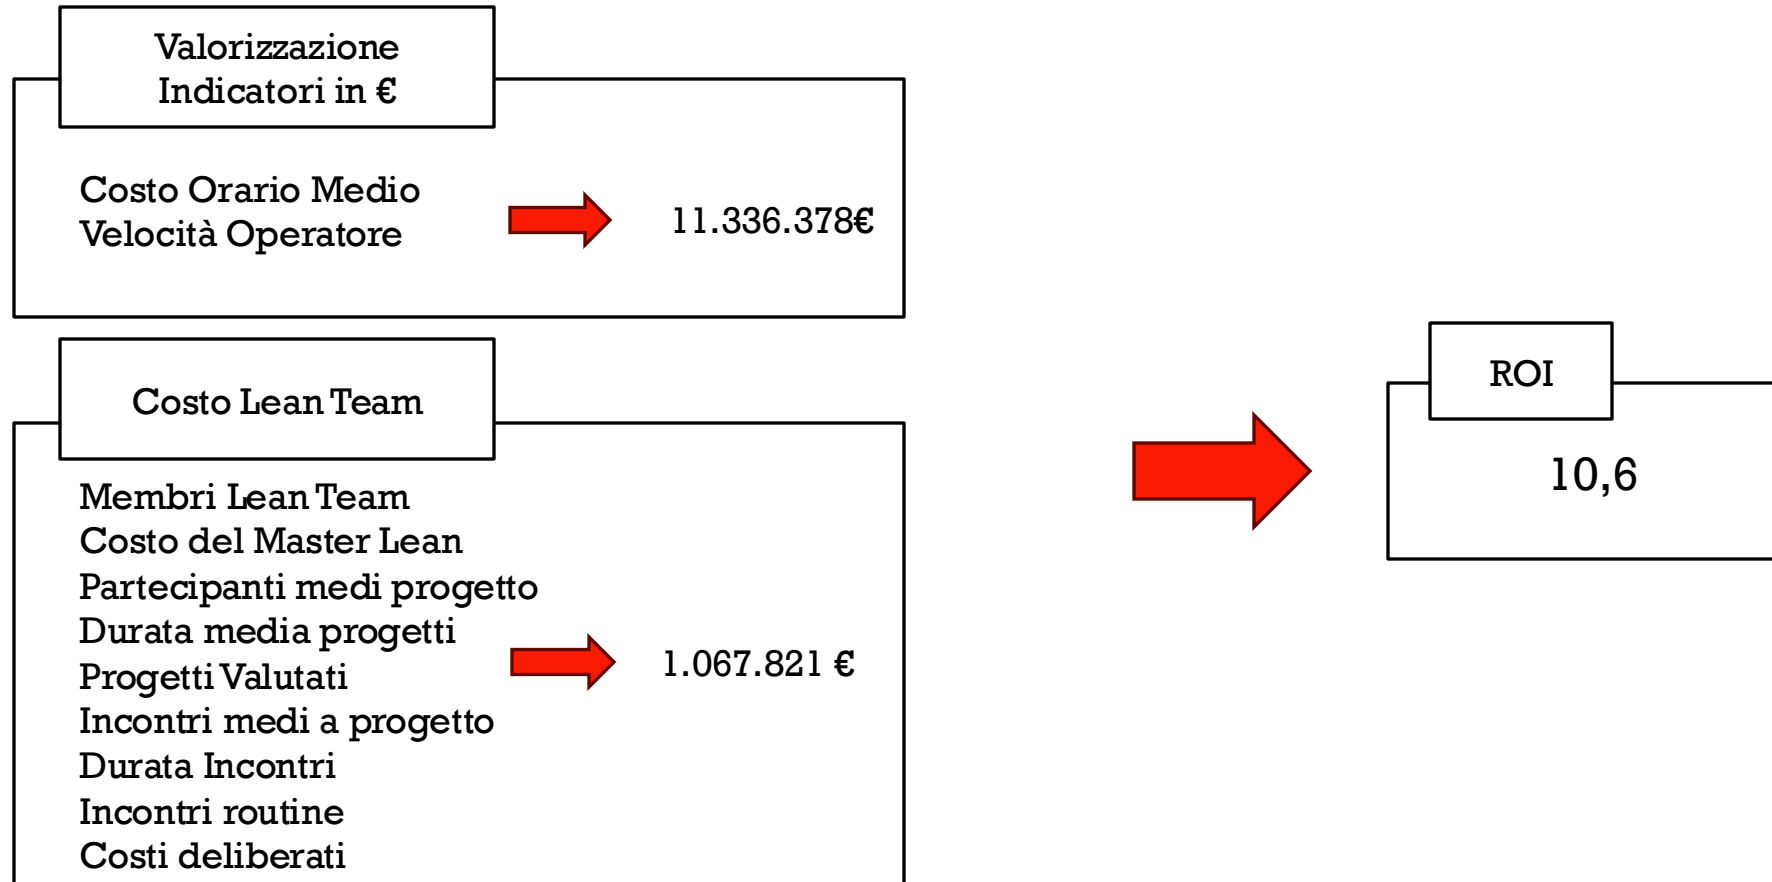 Valorizzazione
Indicatori in €
Costo Orario Medio
Velocità Operatore
11.336.378€
Costo Lean Team
Membri Lean Team
Costo del Master Lean
Partecipanti medi progetto
Durata media progetti
Progetti Valutati
Incontri medi a progetto
Durata Incontri
Incontri routine
Costi deliberati
1.067.821 €
ROI
10,6